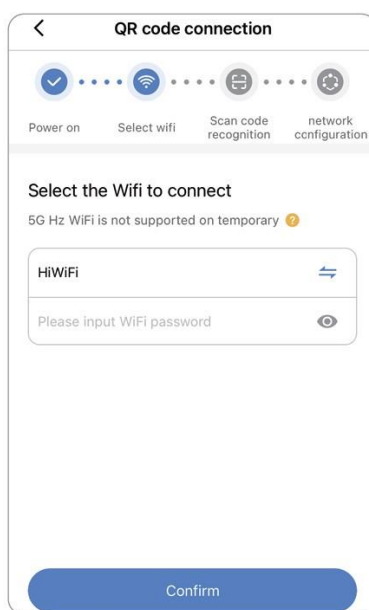 QR code connection
Power on
Select wifi
Scan code
recognition
network
configuration
Select the Wifi to connect
5G Hz WiFi is not supported on temporary ?
HiWiFi
Please input WiFi password
Confirm